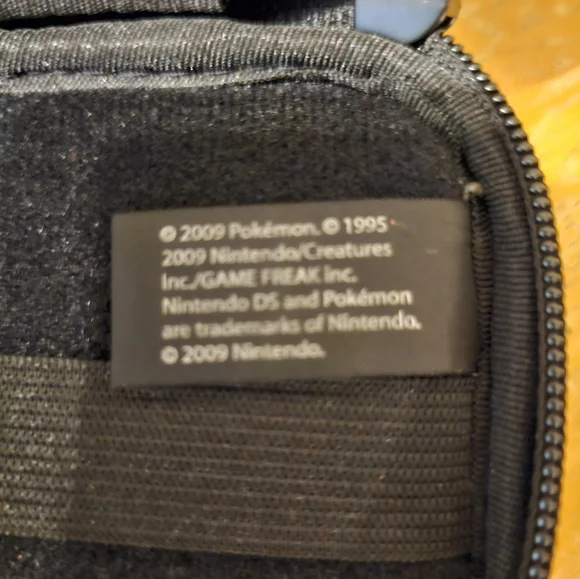 © 2009 Pokémon. © 1995
2009 Nintendo/Creatures
Inc./GAME FREAK inc.
Nintendo DS and Pokémon
are trademarks of Nintendo.
© 2009 Nintendo.